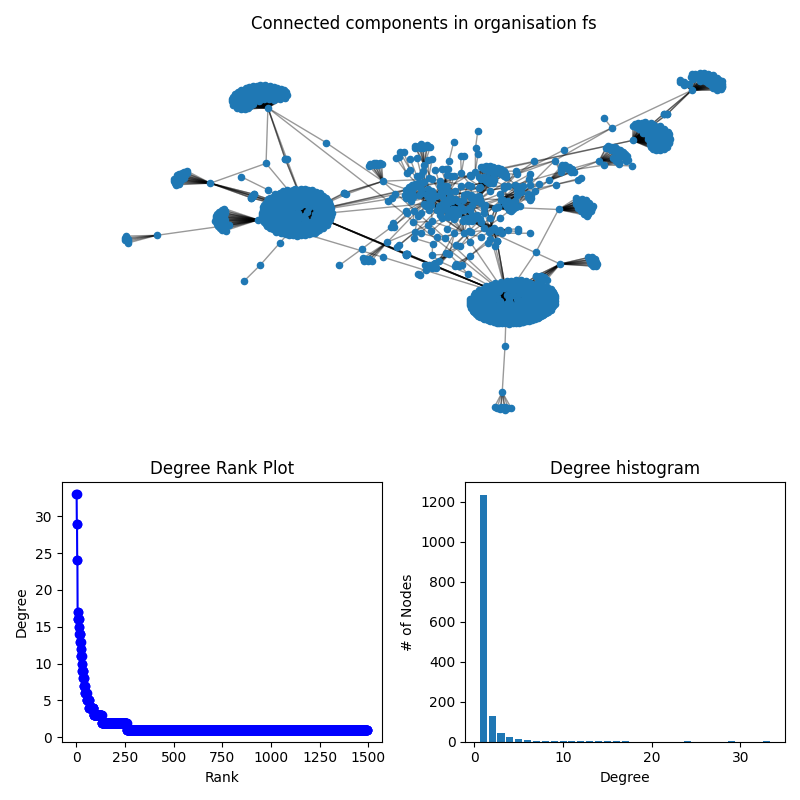 Connected components in organisation fs
Degree Rank Plot
Degree
30
25
20
15
10
5
0
0 250 500 750 1000 1250 1500
Rank
Degree histogram
# of Nodes
1200
1000
800
600
400
200
0
0 10 20 30
Degree